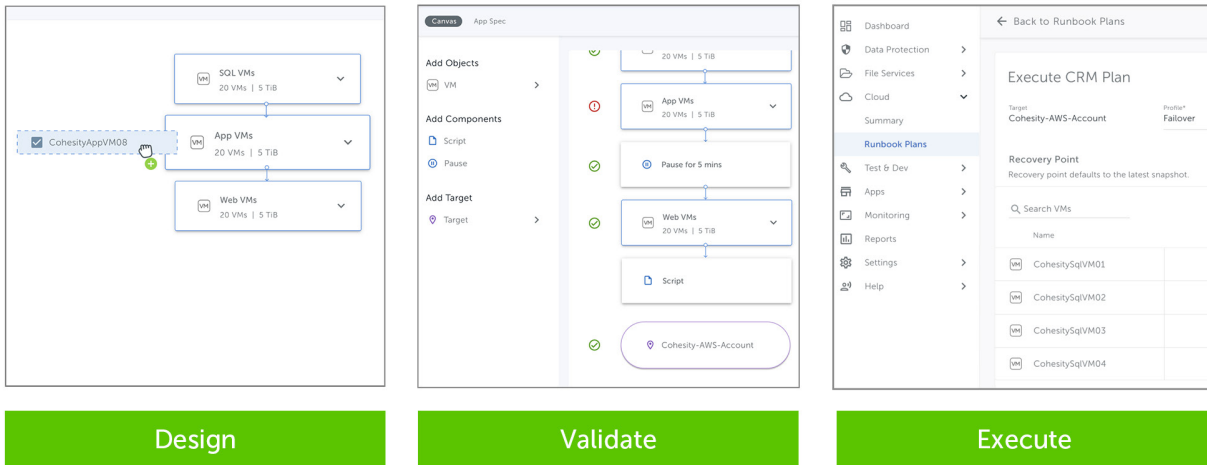 SQL VMs
20 VMs | 5 TiB
CohesityAppVM08
App VMs
20 VMs | 5 TiB
Web VMs
20 VMs | 5 TiB
Design
Canvas App Spec
Add Objects
VM
Add Components
Script
Pause
Add Target
Target
20 VMs | 5 TiB
App VMs
20 VMs | 5 TiB
Pause for 5 mins
Web VMs
20 VMs | 5 TiB
Script
Cohesity-AWS-Account
Validate
Dashboard
Data Protection
File Services
Cloud
Summary
Runbook Plans
Test & Dev
Apps
Monitoring
Reports
Settings
Help
Back to Runbook Plans
Execute CRM Plan
Target Profile*
Cohesity-AWS-Account Failover
Recovery Point
Recovery point defaults to the latest snapshot.
Search VMs
Name
VM CohesitySqlVM01
VM CohesitySqlVM02
VM CohesitySqlVM03
VM CohesitySqlVM04
Execute